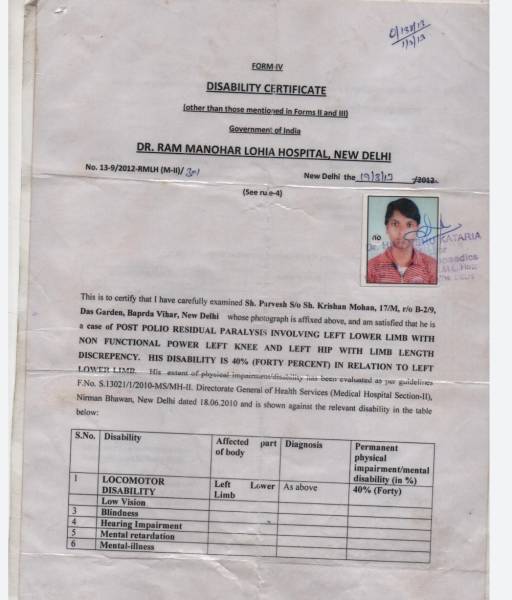 FORM-IV
DISABILITY CERTIFICATE
(other than those mentioned in Forms II and III)
Government of India
DR. RAM MANOHAR LOHIA HOSPITAL, NEW DELHI
No. 13-9/2012-RMLH (M-II)/
New Delhi the 19/3/13 /2012
(See rule-4)
KATARIA
This is to certify that I have carefully examined Sh. Parvesh S/o Sh. Krishan Mohan, 17/M, r/o B-2/9,
Das Garden, Baprda Vihar, New Delhi whose photograph is affixed above, and am satisfied that he is
a case of POST POLIO RESIDUAL PARALYSIS INVOLVING LEFT LOWER LIMB WITH
NON FUNCTIONAL POWER LEFT KNEE AND LEFT HIP WITH LIMB LENGTH
DISCREPENCY. HIS DISABILITY IS 40% (FORTY PERCENT) IN RELATION TO LEFT
LOWER LIMB. His extent of physical impairment/disability has been evaluated as per guidelines
F.No. S.13021/1/2010-MS/MH-II. Directorate General of Health Services (Medical Hospital Section-II),
Nirman Bhawan, New Delhi dated 18.06.2010 and is shown against the relevant disability in the table
below:
S.No. Disability Affected part of body Diagnosis Permanent physical impairment/mental disability (in %)
1 LOCOMOTOR DISABILITY Left Lower Limb As above 40% (Forty)
Low Vision
3 Blindness
4 Hearing Impairment
5 Mental retardation
6 Mental-illness